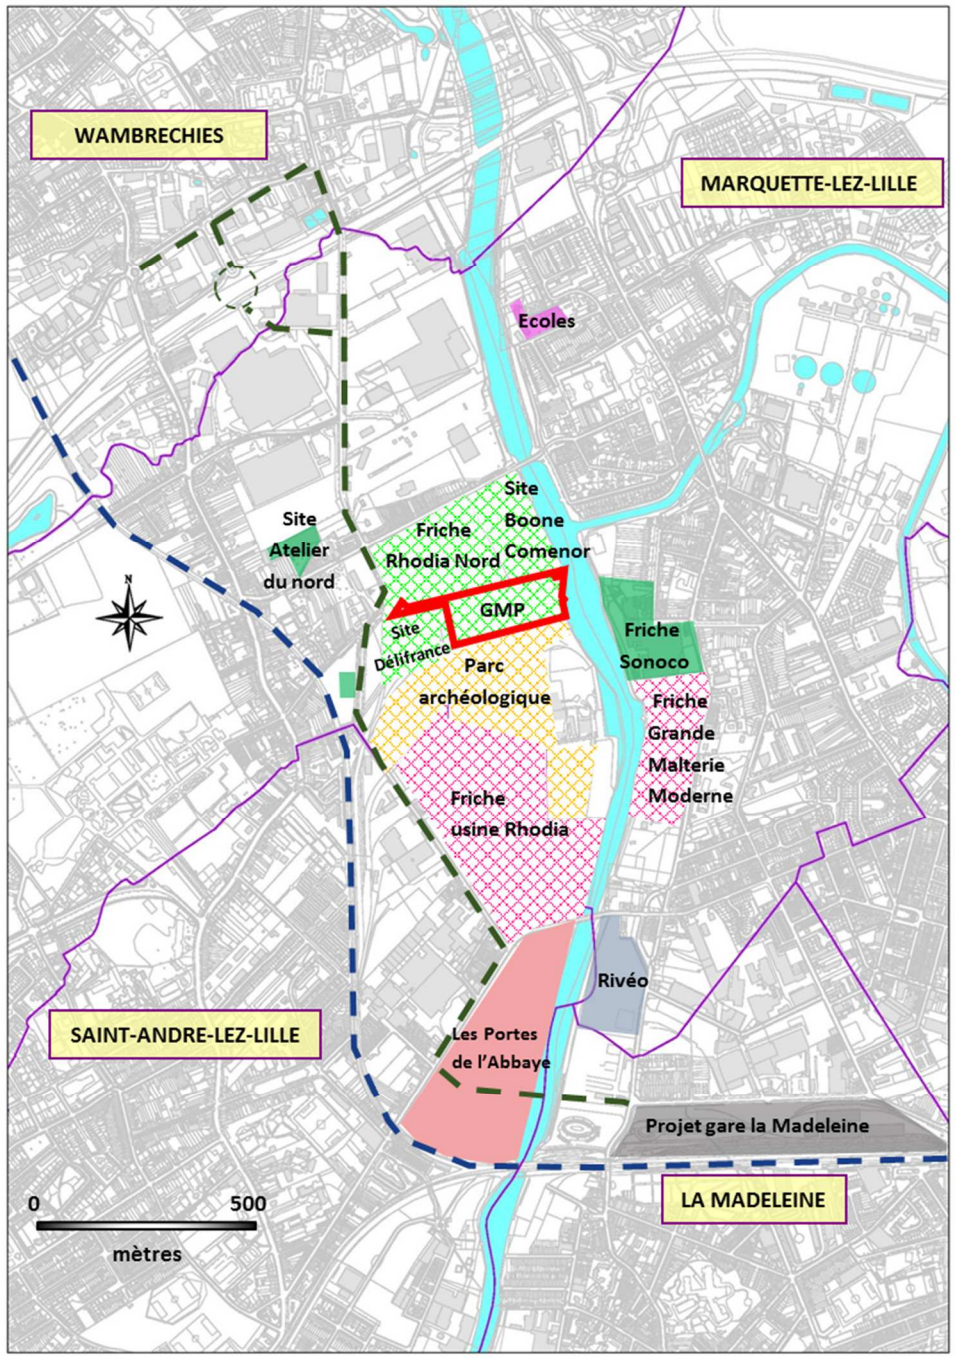 WAMBRECHIES
MARQUETTE-LEZ-LILLE
Ecoles
Site
Boone
Comenor
Friche
Rhodia Nord
Site
Atelier
du nord
N
GMP
Site
Délifrance
Parc
archéologique
Friche
Sonoco
Friche
Grande
Malterie
Moderne
Friche
usine Rhodia
Rivéo
SAINT-ANDRE-LEZ-LILLE
Les Portes
de l'Abbaye
Projet gare la Madeleine
LA MADELEINE
0 500
mètres